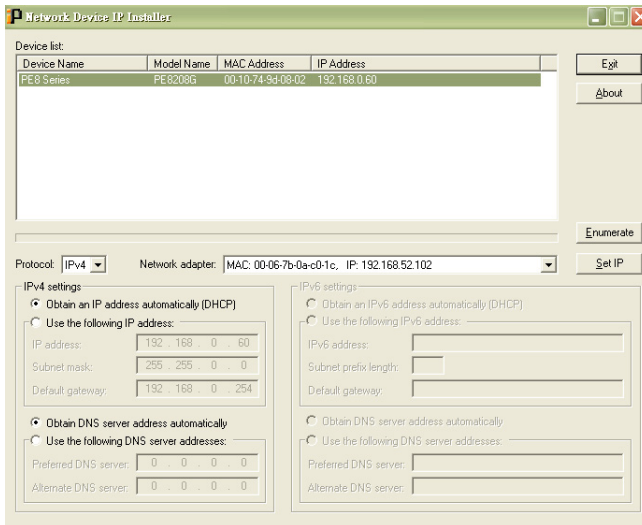 Network Device IP Installer
Device list:
Device Name Model Name MAC Address IP Address
PE8 Series PE8208G 00-10-74-9d-08-02 192.168.0.60
Exit
About
Enumerate
Protocol: IPv4 Network adapter: MAC: 00-06-7b-0a-c0-1c, IP: 192.168.52.102
Set IP
IPv4 settings
Obtain an IP address automatically (DHCP)
Use the following IP address:
IP address: 192 . 168 . 0 . 60
Subnet mask: 255 . 255 . 0 . 0
Default gateway: 192 . 168 . 0 . 254
Obtain DNS server address automatically
Use the following DNS server addresses:
Preferred DNS server: 0 . 0 . 0 . 0
Alternate DNS server: 0 . 0 . 0 . 0
IPv6 settings
Obtain an IPv6 address automatically (DHCP)
Use the following IPv6 address:
IPv6 address:
Subnet prefix length:
Default gateway:
Obtain DNS server address automatically
Use the following DNS server addresses:
Preferred DNS server:
Alternate DNS server: